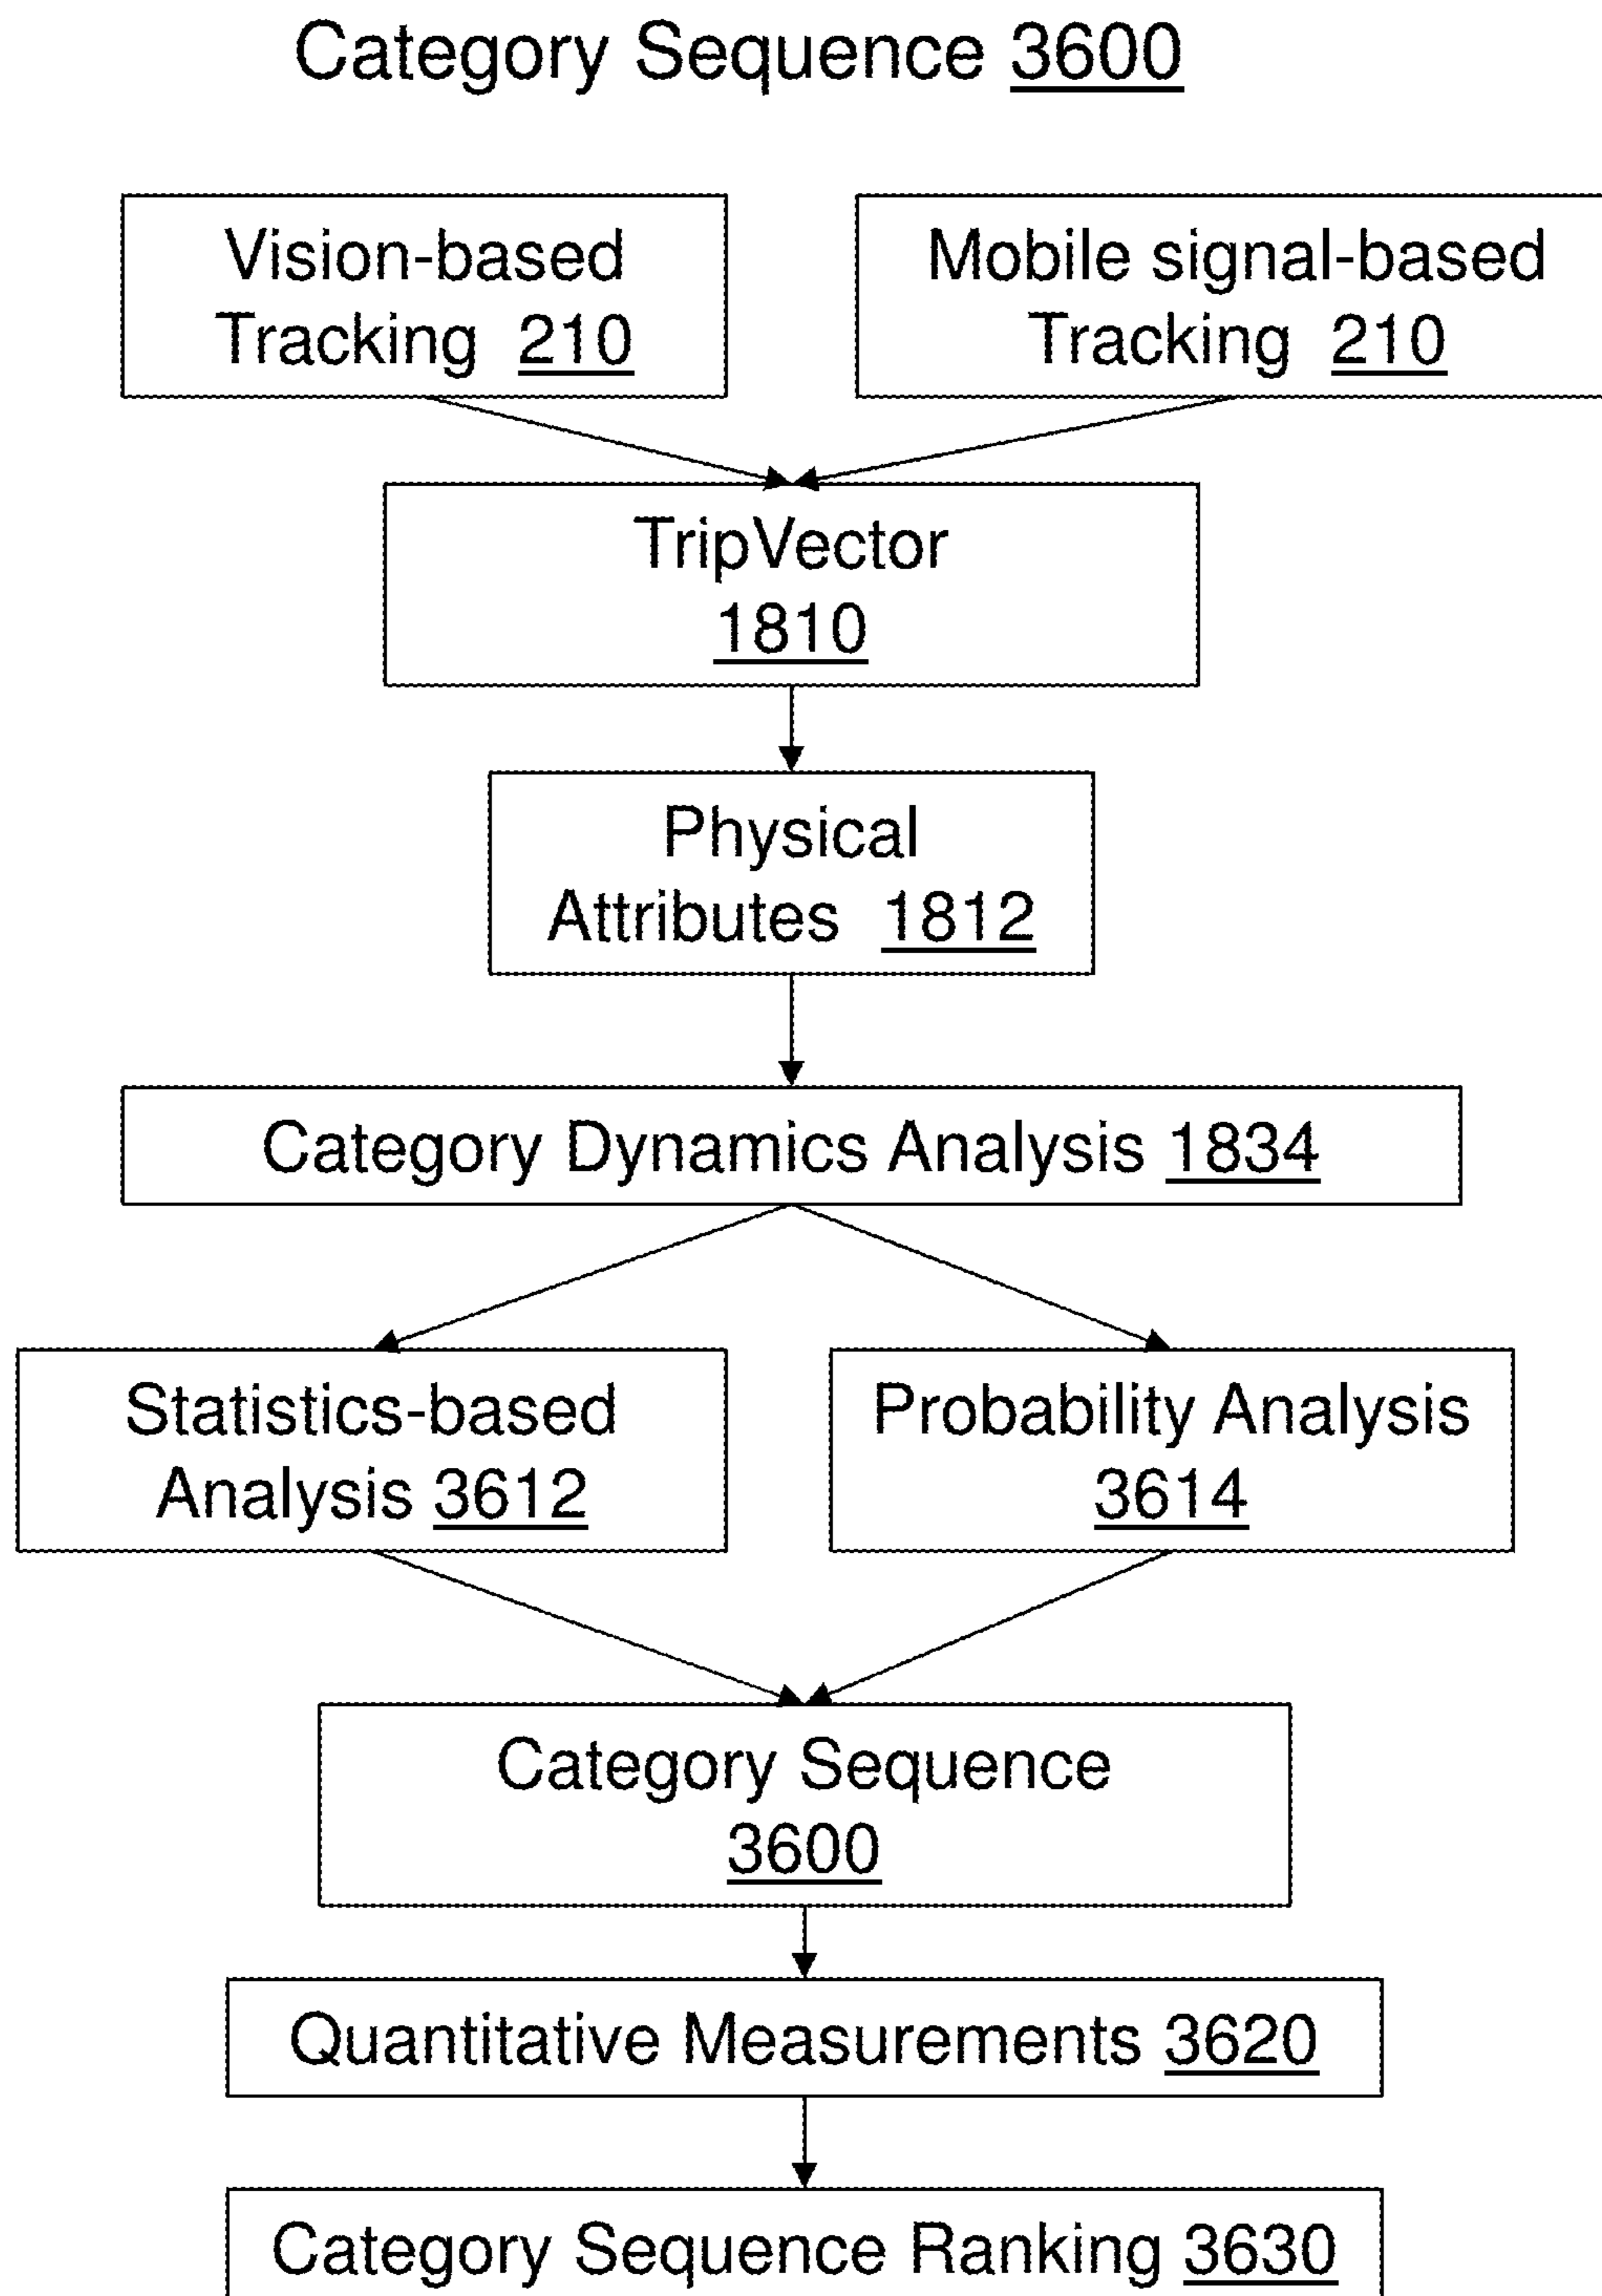 Category Sequence 3600
Vision-based
Tracking 210
Mobile signal-based
Tracking 210
TripVector
1810
Physical
Attributes 1812
Category Dynamics Analysis 1834
Statistics-based
Analysis 3612
Probability Analysis
3614
Category Sequence
3600
Quantitative Measurements 3620
Category Sequence Ranking 3630